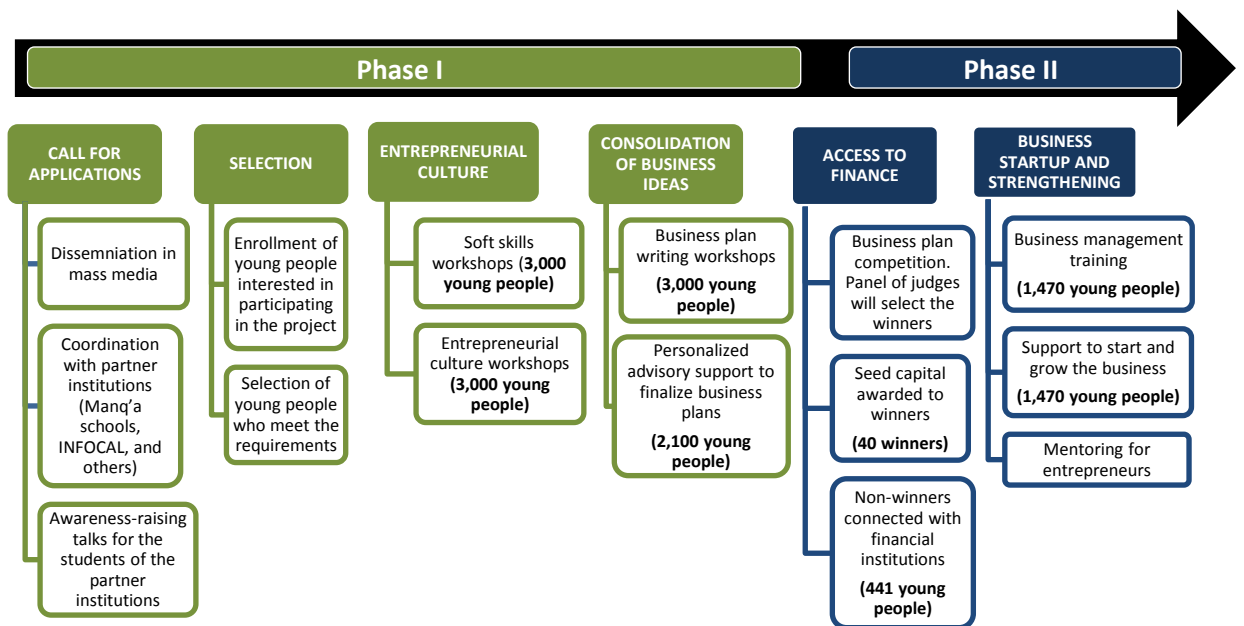 Phase I
Phase II
CALL FOR
APPLICATIONS
Dissemniation in
mass media
Coordination with
partner institutions
(Manq'a
schools,
INFOCAL, and
others)
Awareness-raising
talks for the
students of the
partner
institutions
SELECTION
Enrollment of
young people
interested in
participating
in the project
Selection of
young people
who meet the
requirements
ENTREPRENEURIAL
CULTURE
Soft skills
workshops (3,000
young people)
Entrepreneurial
culture workshops
(3,000 young
people)
CONSOLIDATION
OF BUSINESS
IDEAS
Business plan
writing workshops
(3,000 young
people)
Personalized
advisory support to
finalize business
plans
(2,100 young
people)
ACCESS TO
FINANCE
Business plan
competition.
Panel of judges
will select the
winners
Seed capital
awarded to
winners
(40 winners)
Non-winners
connected with
financial
institutions
(441 young
people)
BUSINESS
STARTUP AND
STRENGTHENING
Business management
training
(1,470 young people)
Support to start and
grow the business
(1,470 young people)
Mentoring for
entrepreneurs